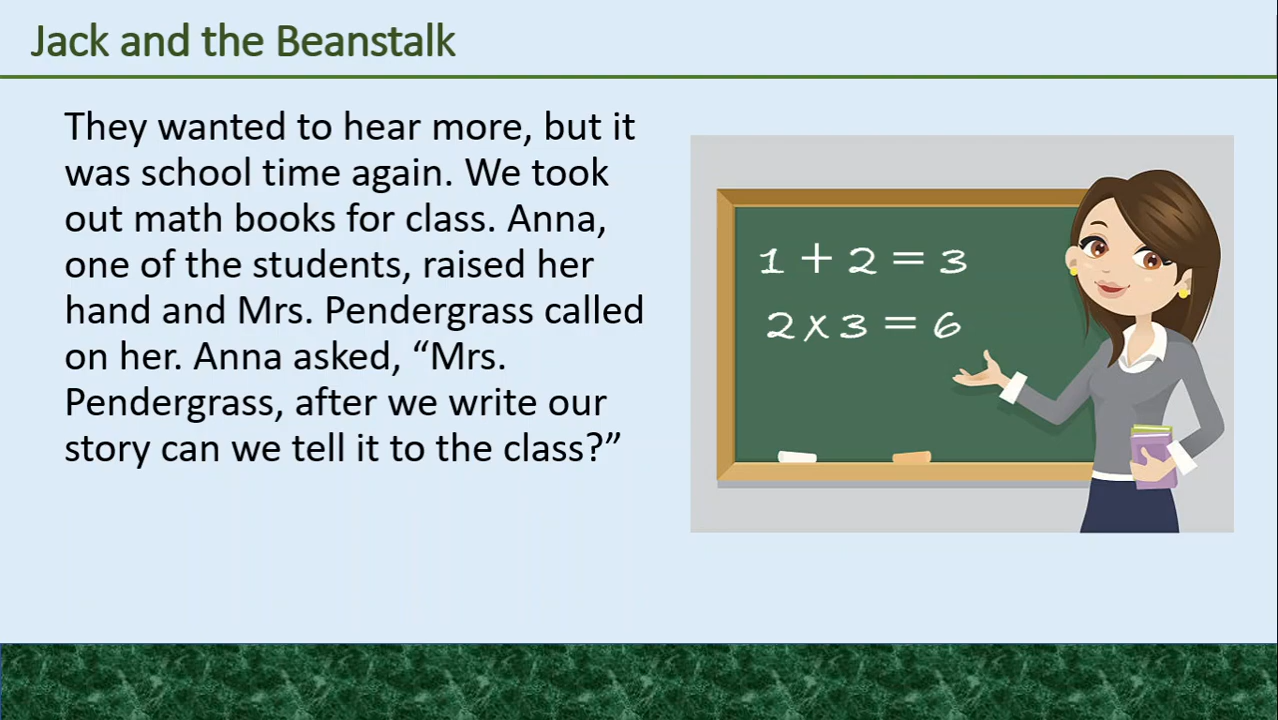 Jack and the Beanstalk
They wanted to hear more, but it
was school time again. We took
out math books for class. Anna,
one of the students, raised her
hand and Mrs. Pendergrass called
on her. Anna asked, “Mrs.
Pendergrass, after we write our
story can we tell it to the class?”
1 + 2 = 3
2 x 3 = 6